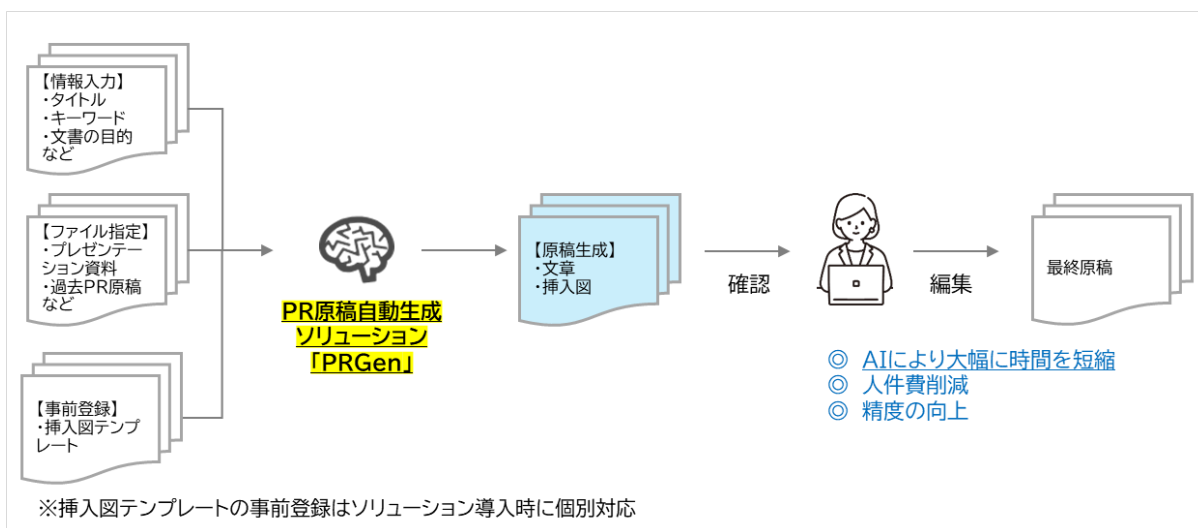 【情報入力】
・タイトル
・キーワード
・文書の目的
など
【ファイル指定】
・プレゼンテー
ション資料
・過去PR原稿
など
【事前登録】
・挿入図テンプ
レート
PR原稿自動生成
ソリューション
「PRGen」
【原稿生成】
・文章
・挿入図
確認
編集
最終原稿
◎ AIにより大幅に時間を短縮
◎ 人件費削減
◎ 精度の向上
※挿入図テンプレートの事前登録はソリューション導入時に個別対応